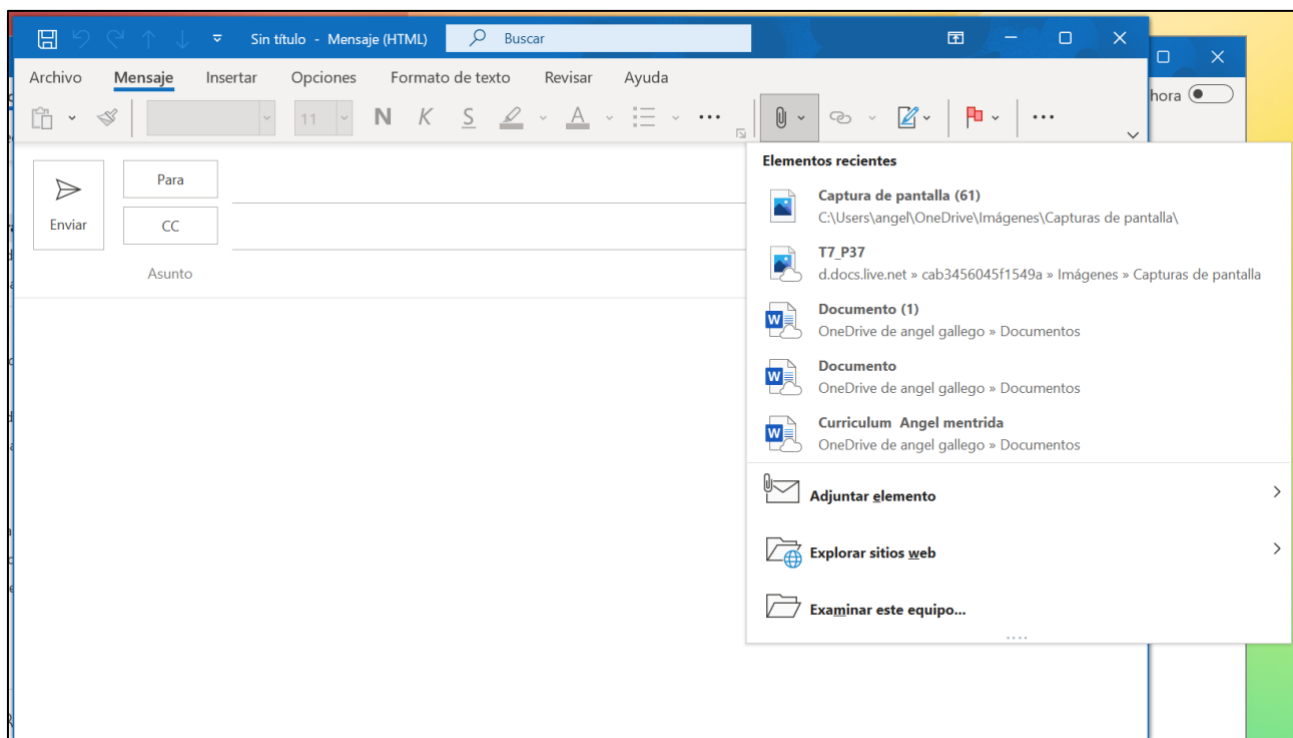 Sin título - Mensaje (HTML)
Buscar
Archivo
Mensaje
Insertar
Opciones
Formato de texto
Revisar
Ayuda
hora
11
N
K
S
A
Elementos recientes
Enviar
Para
CC
Asunto
Captura de pantalla (61)
C:\Users\angel\OneDrive\Imágenes\Capturas de pantalla\
T7_P37
d.docs.live.net » cab3456045f1549a » Imágenes » Capturas de pantalla
Documento (1)
OneDrive de angel gallego » Documentos
Documento
OneDrive de angel gallego » Documentos
Curriculum Angel mentrida
OneDrive de angel gallego » Documentos
Adjuntar elemento
Explorar sitios web
Examinar este equipo...